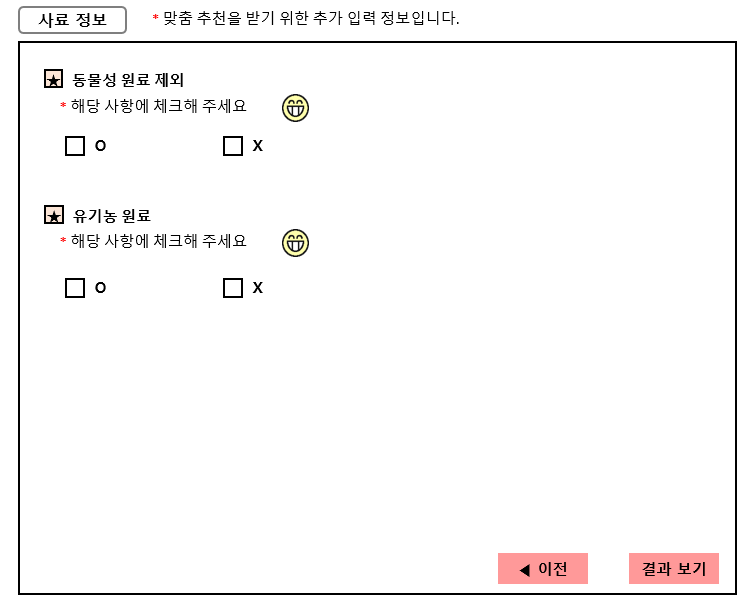 사료 정보
* 맞춤 추천을 받기 위한 추가 입력 정보입니다.
★ 동물성 원료 제외
* 해당 사항에 체크해 주세요
O X
★ 유기농 원료
* 해당 사항에 체크해 주세요
O X
◀ 이전 결과 보기